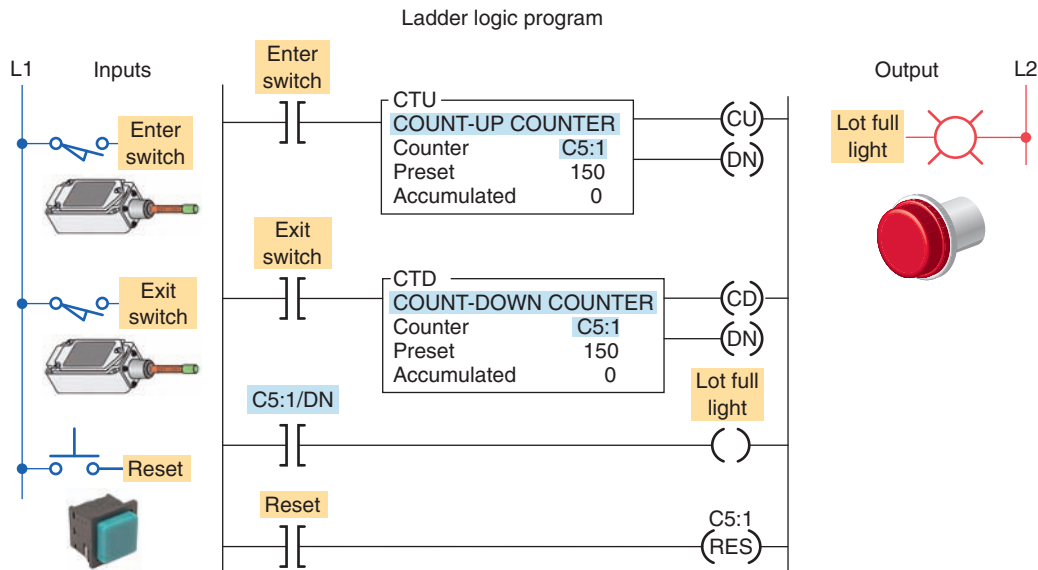 Ladder logic program
L1
Inputs
Output
L2
Enter
switch
Enter
switch
CTU
COUNT-UP COUNTER
Counter C5:1
Preset 150
Accumulated 0
CU
DN
Lot full
light
Exit
switch
Exit
switch
CTD
COUNT-DOWN COUNTER
Counter C5:1
Preset 150
Accumulated 0
CD
DN
C5:1/DN
Lot full
light
Reset
Reset
C5:1
RES